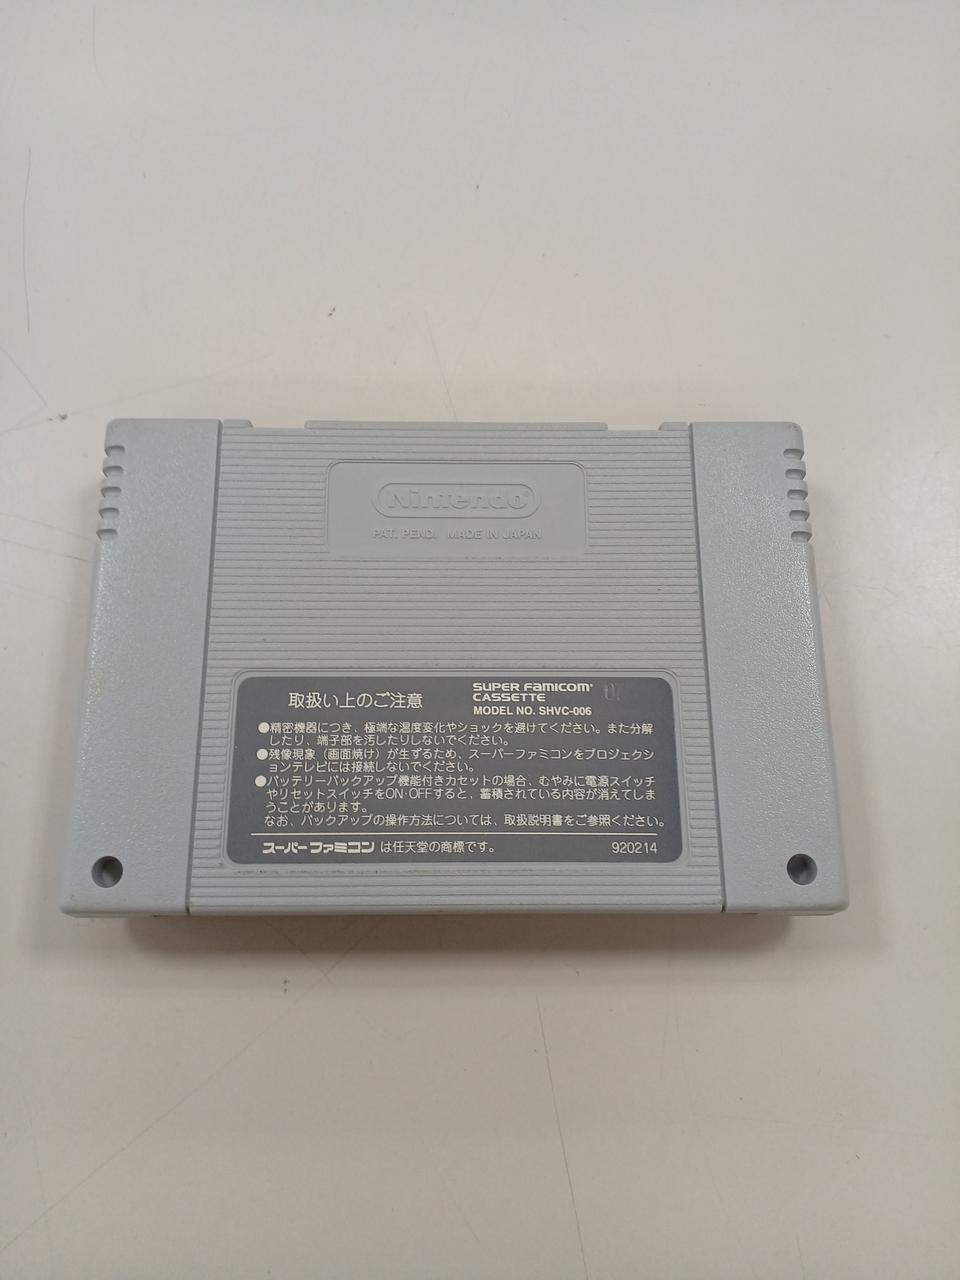 Nintendo
PAT. PEND. MADE IN JAPAN
取扱い上のご注意
SUPER FAMICOM
CASSETTE
MODEL NO. SHVC-006
●精密機器につき、極端な温度変化やショックを避けてください。また分解
したり、端子部を汚したりしないでください。
●残像現象（画面焼け）が生ずるため、スーパーファミコンをプロジェクシ
ョンテレビには接続しないでください。
●バッテリーバックアップ機能付きカセットの場合、むやみに電源スイッチ
やリセットスイッチをON·OFFすると、蓄積されている内容が消えてしま
うことがあります。
なお、バックアップの操作方法については、取扱説明書をご参照ください。
スーパーファミコン は任天堂の商標です。
920214